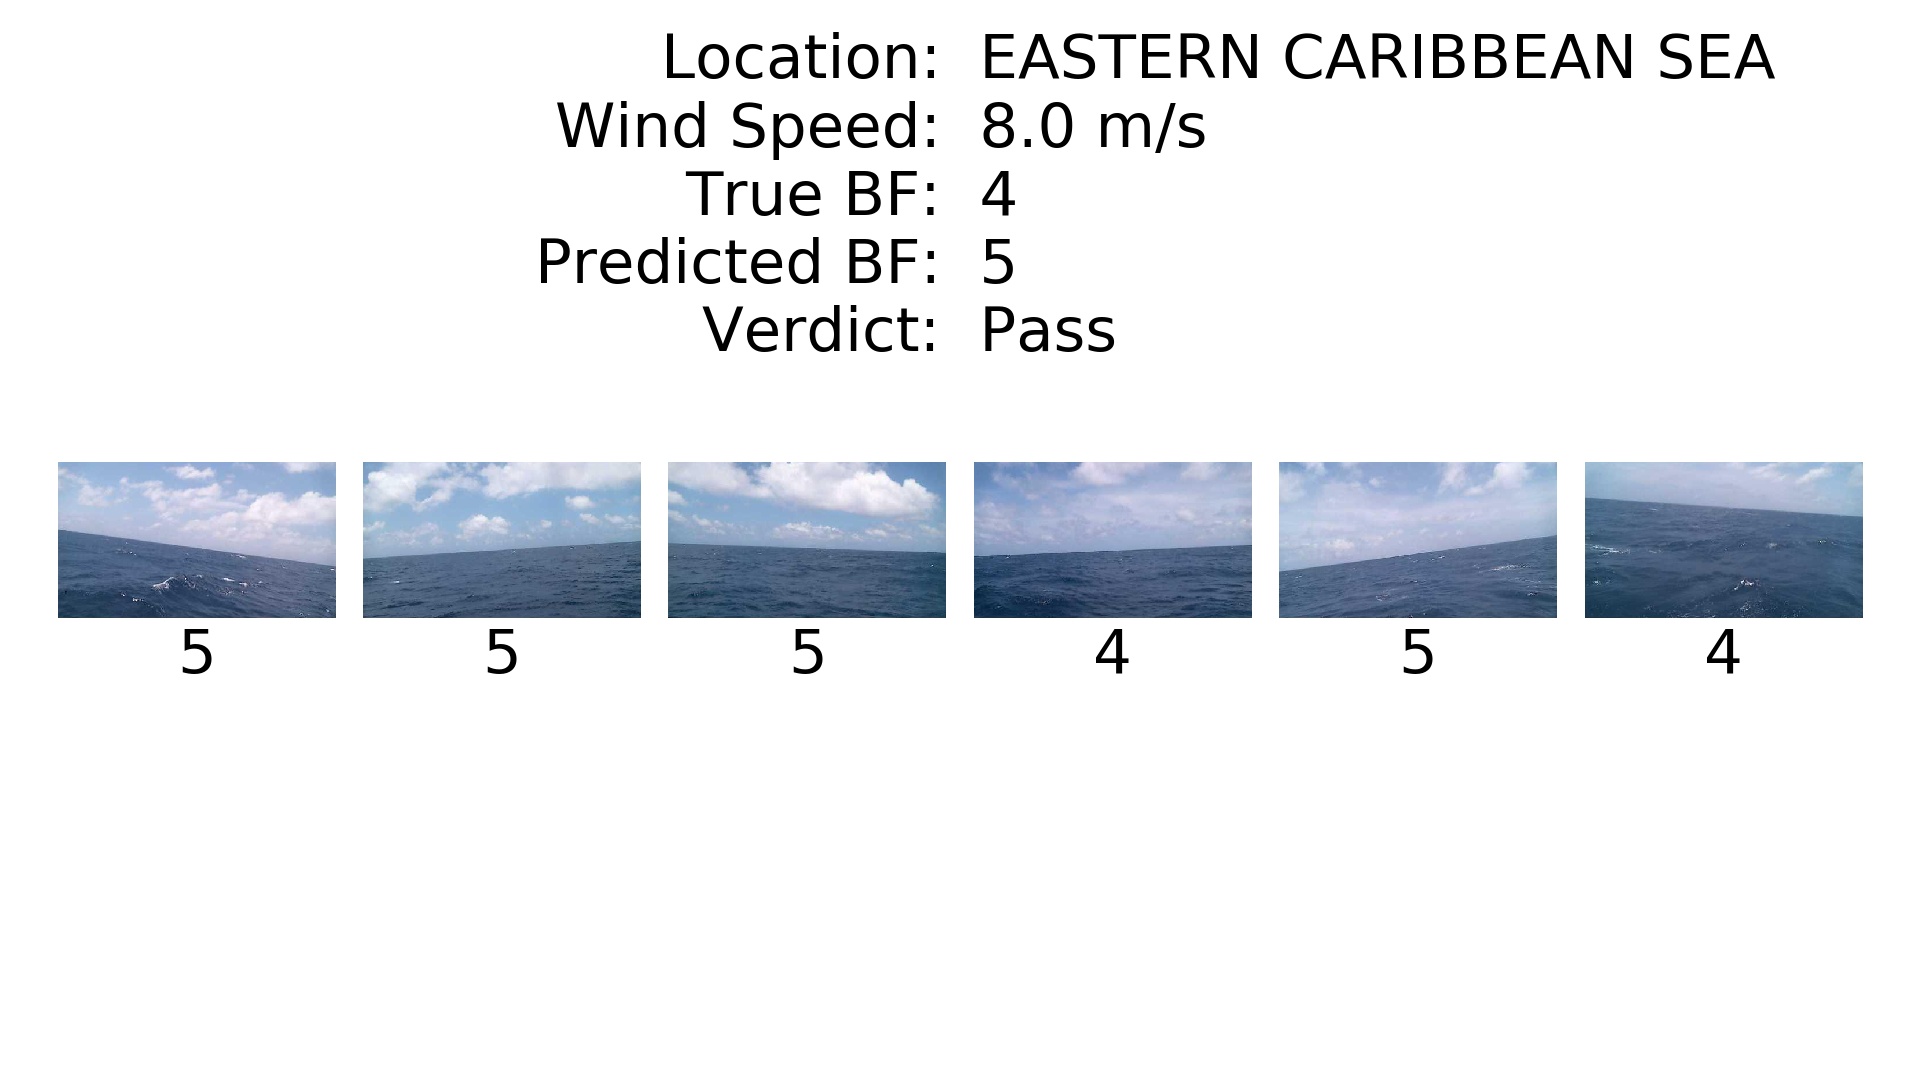 Location: EASTERN CARIBBEAN SEA
Wind Speed: 8.0 m/s
True BF: 4
Predicted BF: 5
Verdict: Pass
5 5 5 4 5 4